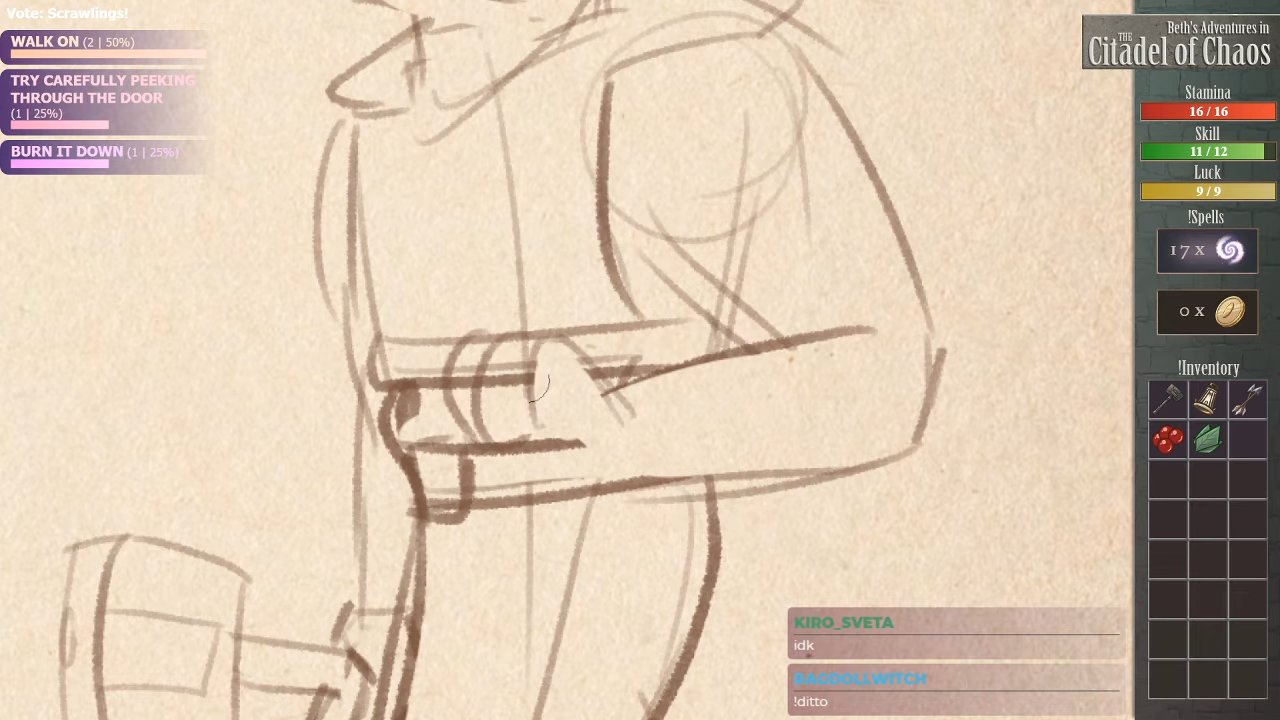 Vote: Scrawlings!
WALK ON (2 | 50%)
TRY CAREFULLY PEEKING
THROUGH THE DOOR
(1 | 25%)
BURN IT DOWN (1 | 25%)
Beth's Adventures in
THE
Citadel of Chaos
Stamina
16 / 16
Skill
11 / 12
Luck
9 / 9
!Spells
17 x
0 x
!Inventory
KIRO_SVETA
idk
RAGDOLLWITCH
!ditto